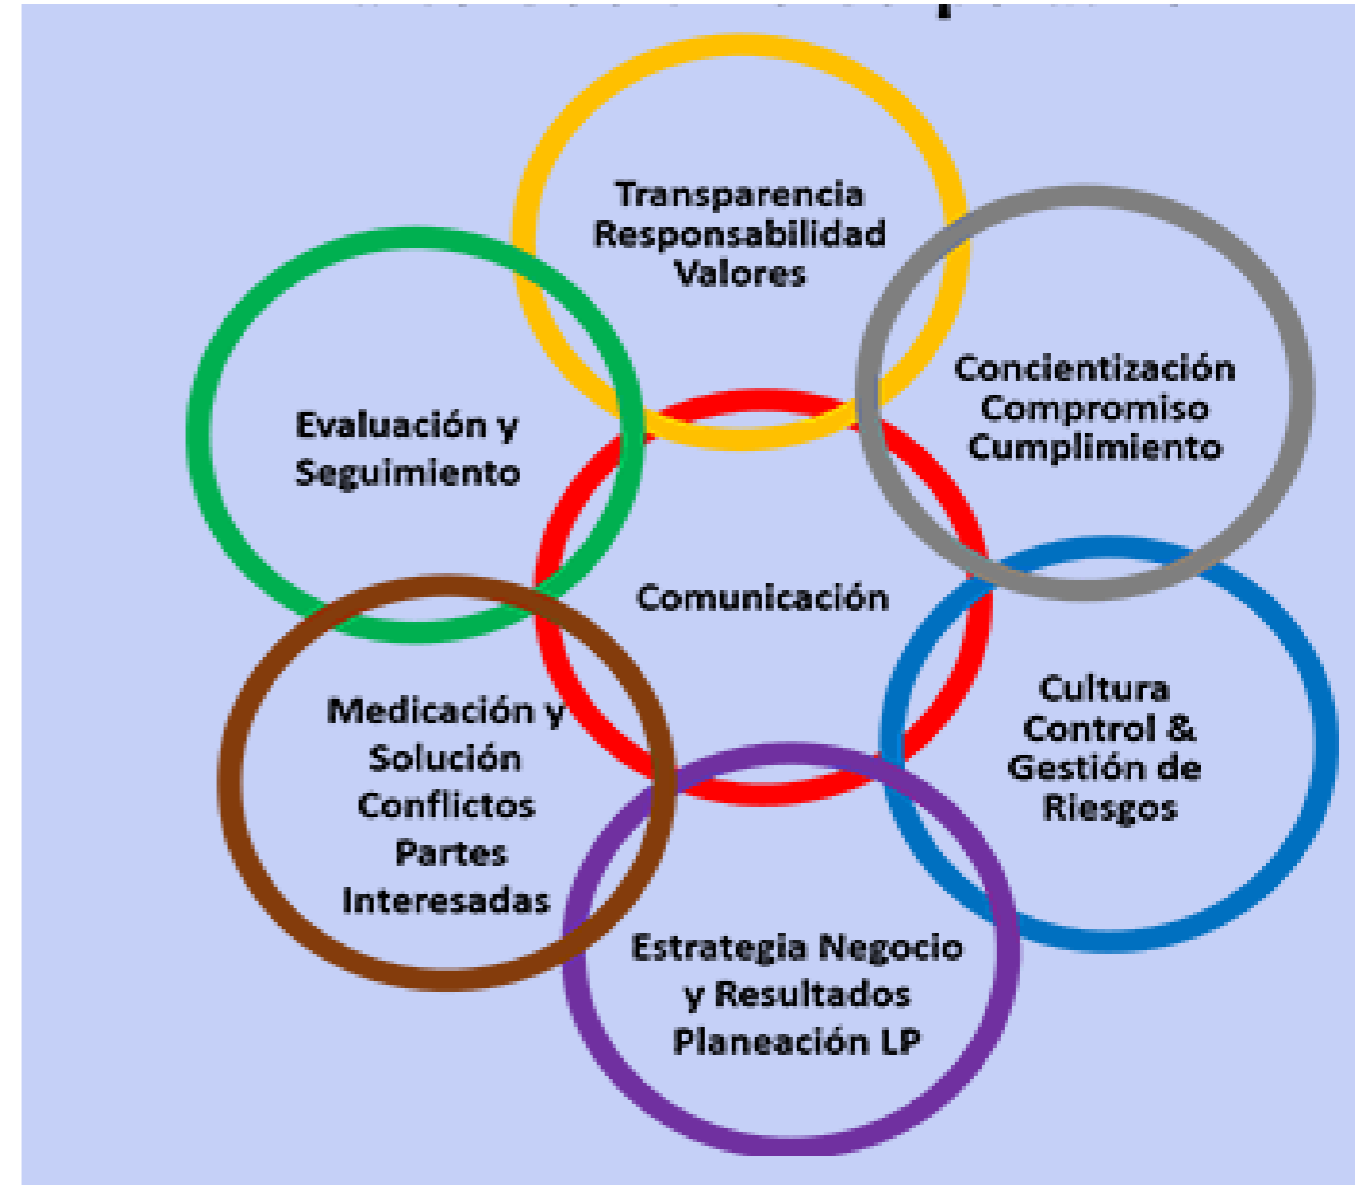 Transparencia
Responsabilidad
Valores
Concientización
Compromiso
Cumplimiento
Evaluación y
Seguimiento
Comunicación
Cultura
Control &
Gestión de
Riesgos
Medicación y
Solución
Conflictos
Partes
Interesadas
Estrategia Negocio
y Resultados
Planeación LP